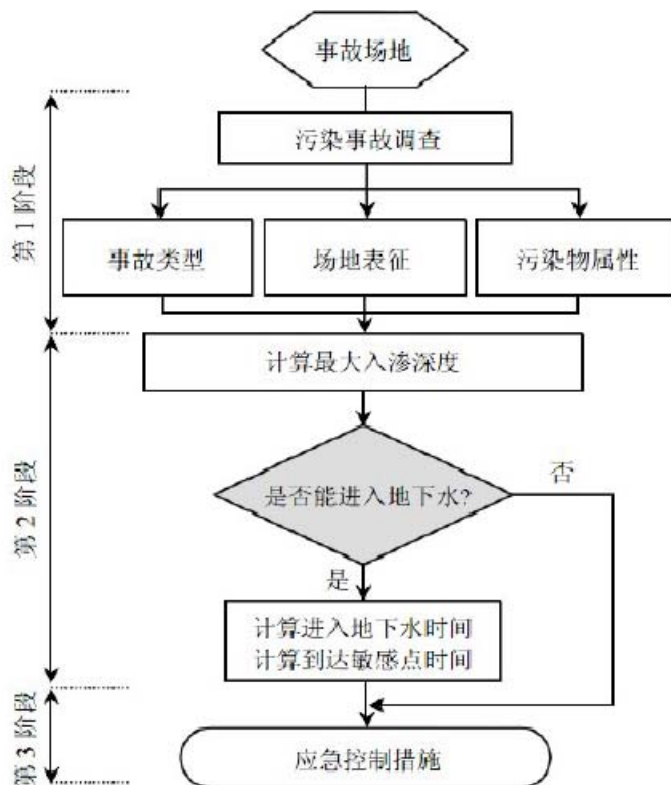 事故场地
第1阶段
污染事故调查
事故类型
场地表征
污染物属性
第2阶段
计算最大入渗深度
是否能进入地下水?
否
是
计算进入地下水时间
计算到达敏感点时间
第3阶段
应急控制措施